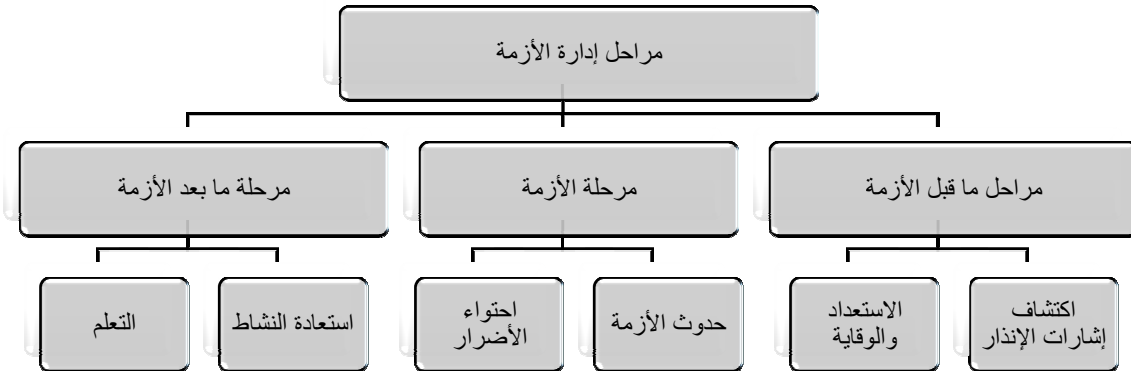 مراحل إدارة الأزمة
مراحل ما قبل الأزمة
مرحلة الأزمة
مرحلة ما بعد الأزمة
اكتشاف
إشارات الإنذار
الاستعداد
والوقاية
حدوث الأزمة
احتواء
الأضرار
استعادة النشاط
التعلم